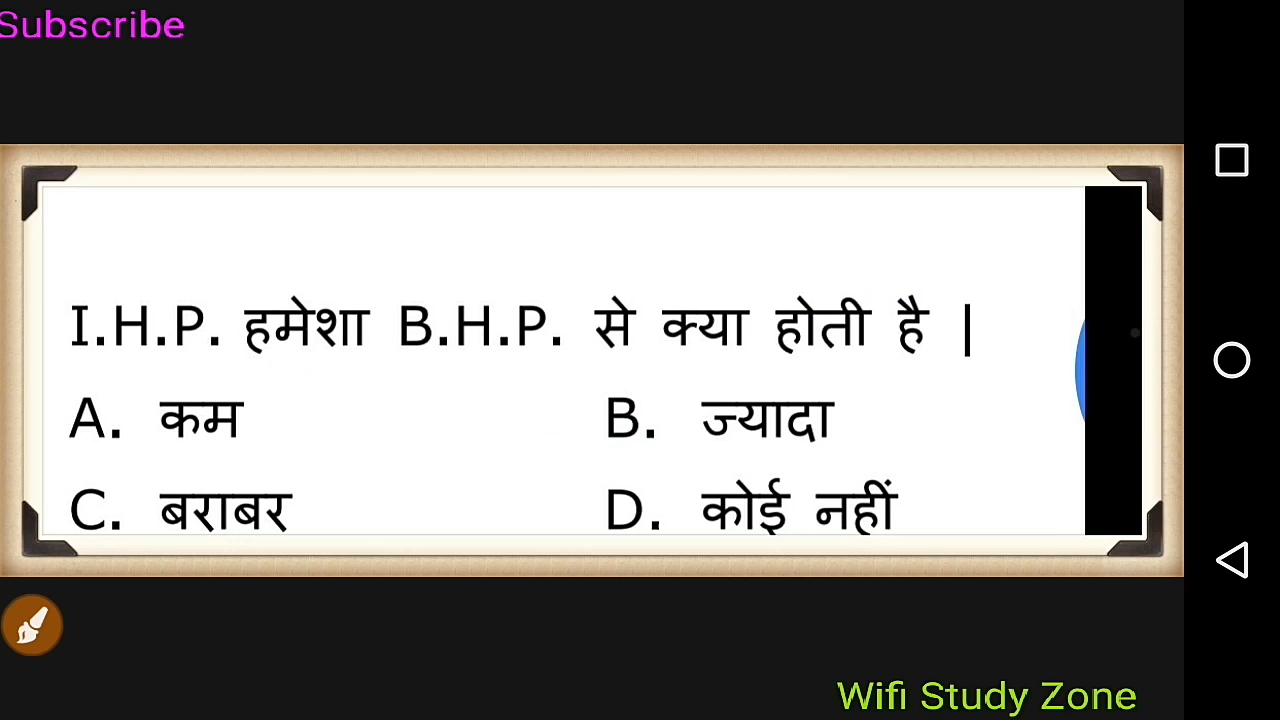 Subscribe
I.H.P. हमेशा B.H.P. से क्या होती है |
A. कम B. ज्यादा
C. बराबर D. कोई नहीं
Wifi Study Zone